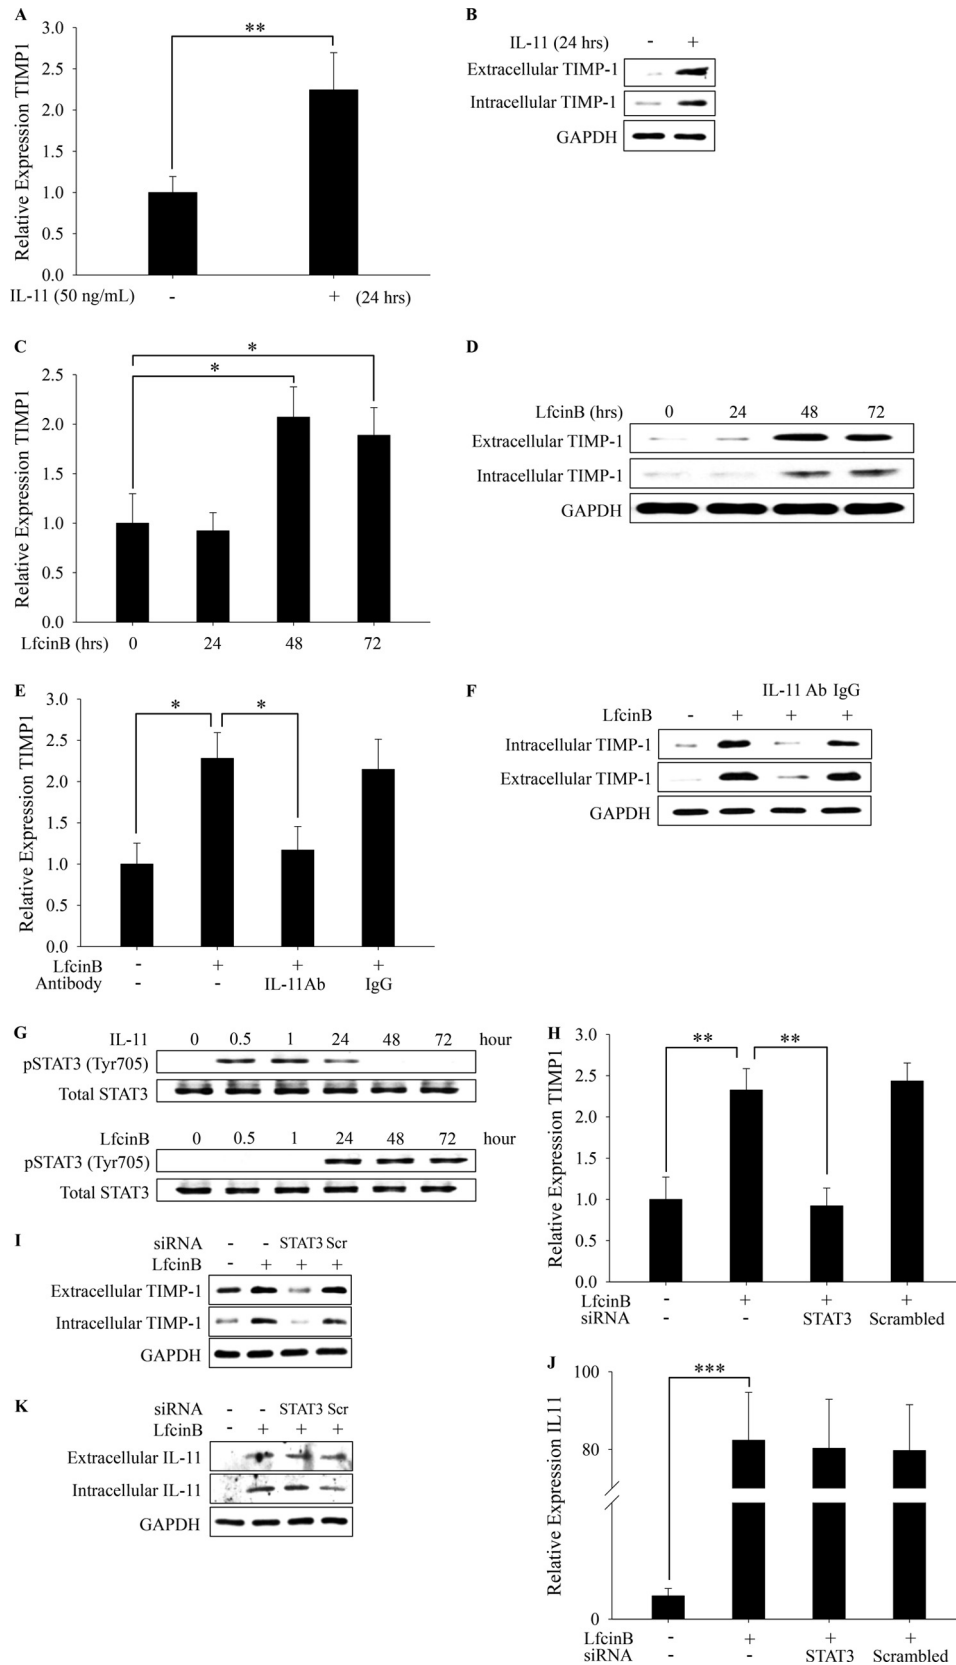 A
Relative Expression TIMP1
3.0
2.5
2.0
1.5
1.0
0.5
0.0
**
IL-11 (50 ng/mL) - + (24 hrs)
B
IL-11 (24 hrs) - +
Extracellular TIMP-1
Intracellular TIMP-1
GAPDH
C
Relative Expression TIMP1
2.5
2.0
1.5
1.0
0.5
0.0
*
*
LfcinB (hrs) 0 24 48 72
D
LfcinB (hrs) 0 24 48 72
Extracellular TIMP-1
Intracellular TIMP-1
GAPDH
E
Relative Expression TIMP1
3.0
2.5
2.0
1.5
1.0
0.5
0.0
* *
LfcinB - + + +
Antibody - - IL-11Ab IgG
F
IL-11 Ab IgG
LfcinB - + + +
Intracellular TIMP-1
Extracellular TIMP-1
GAPDH
G
IL-11 0 0.5 1 24 48 72 hour
pSTAT3 (Tyr705)
Total STAT3
LfcinB 0 0.5 1 24 48 72 hour
pSTAT3 (Tyr705)
Total STAT3
H
Relative Expression TIMP1
3.0
2.5
2.0
1.5
1.0
0.5
0.0
** **
LfcinB - + + +
siRNA - - STAT3 Scrambled
I
siRNA - - STAT3 Scr
LfcinB - + + +
Extracellular TIMP-1
Intracellular TIMP-1
GAPDH
J
Relative Expression IL11
100
80
0
***
LfcinB - + + +
siRNA - - STAT3 Scrambled
K
siRNA - - STAT3 Scr
LfcinB - + + +
Extracellular IL-11
Intracellular IL-11
GAPDH